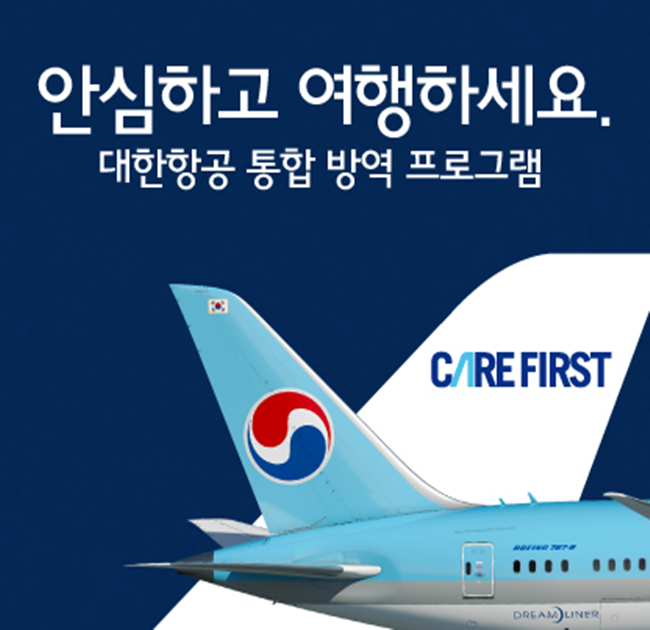 안심하고 여행하세요.
대한항공 통합 방역 프로그램
CARE FIRST
BOEING 787-9
DREAMLINER